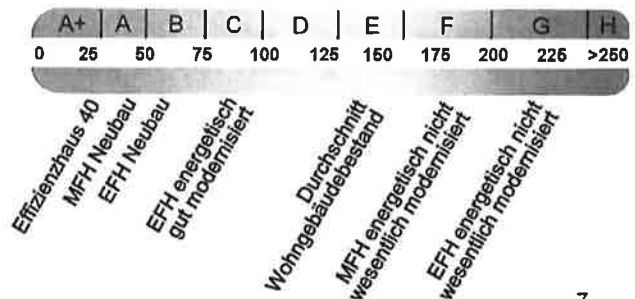 A+ A B C D E F G H
0 25 50 75 100 125 150 175 200 225 >250
Effizienzhaus 40
MFH Neubau
EFH Neubau
EFH energetisch
gut modernisiert
Durchschnitt
Wohngebäudebestand
MFH energetisch nicht
wesentlich modernisiert
EFH energetisch nicht
wesentlich modernisiert